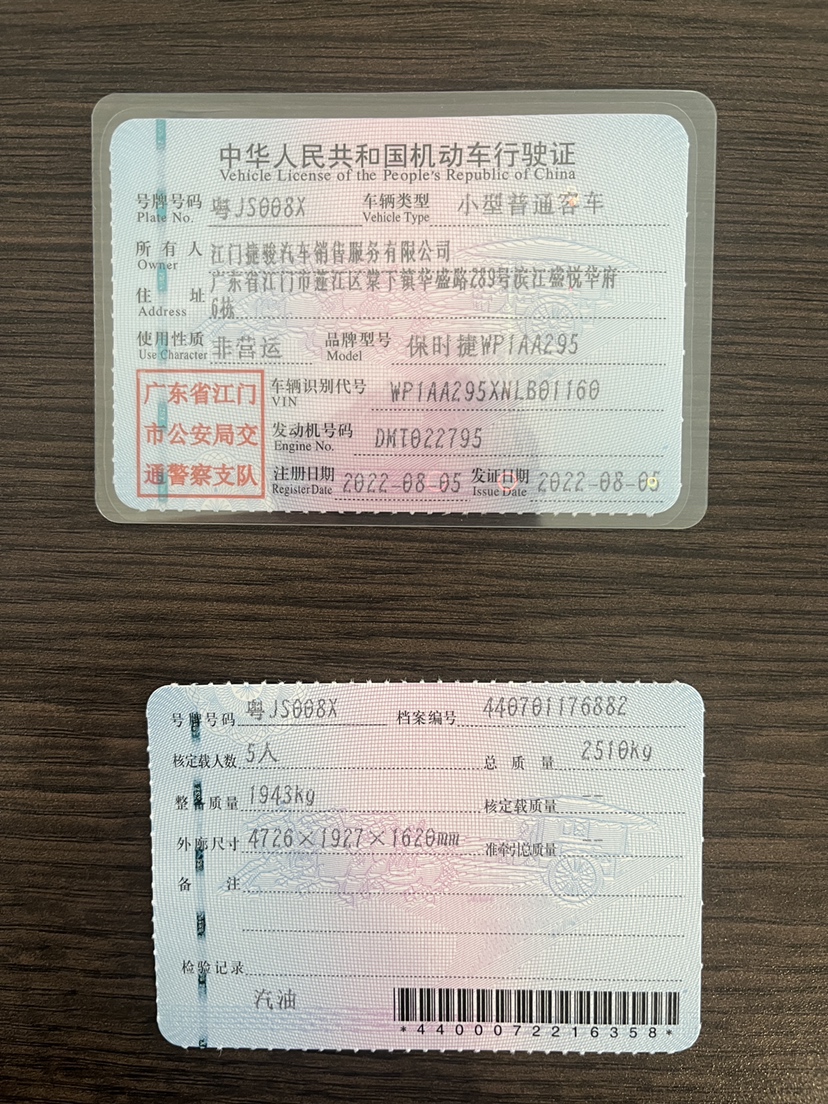 中华人民共和国机动车行驶证
Vehicle License of the People's Republic of China
号牌号码 粤JS008X 车辆类型 小型普通客车
Plate No. Vehicle Type
所有人 江门捷骏汽车销售服务有限公司
Owner
住址 广东省江门市蓬江区棠下镇华盛路289号滨江盛悦华府
Address 6栋
使用性质 非营运 品牌型号 保时捷WP1AA295
Use Character Model
广东省江门
市公安局交
通警察支队
车辆识别代号 WP1AA295XNLB01160
VIN
发动机号码 DMT022795
Engine No.
注册日期 2022-08-05 发证日期 2022-08-05
Register Date Issue Date
号牌号码 粤JS008X 档案编号 440701176882
核定载人数 5人 总质量 2510kg
整备质量 1943kg 核定载质量 --
外廓尺寸 4726×1927×1620mm 准牵引总质量 --
备注
检验记录
汽油
*4400072216358*